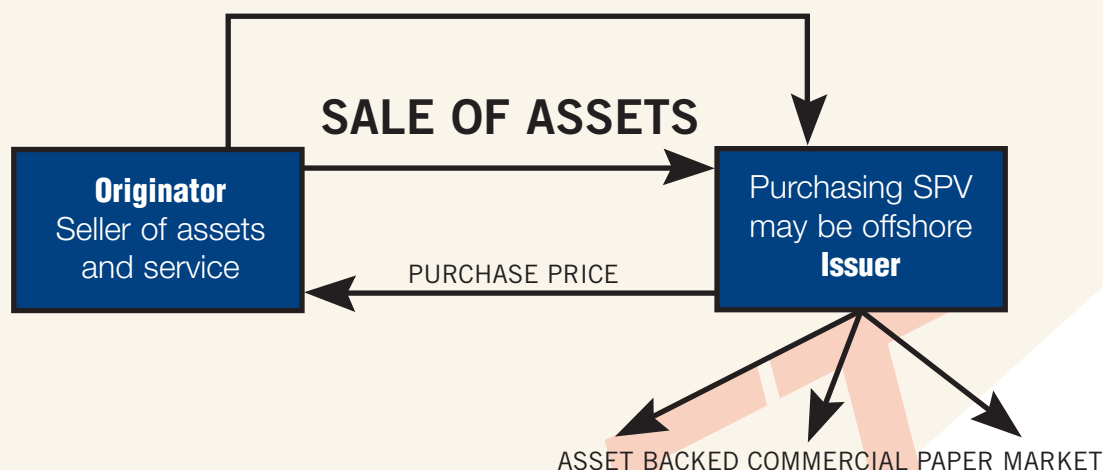 SALE OF ASSETS
Originator
Seller of assets
and service
Purchasing SPV
may be offshore
Issuer
PURCHASE PRICE
ASSET BACKED COMMERCIAL PAPER MARKET